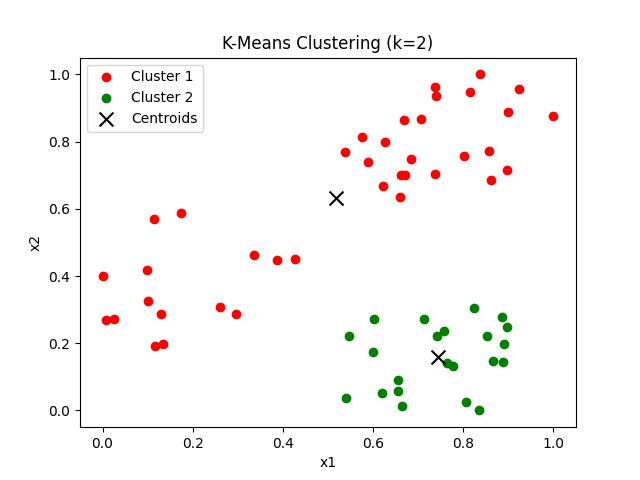 K-Means Clustering (k=2)
Cluster 1
Cluster 2
Centroids
1.0
0.8
0.6
0.4
0.2
0.0
x2
0.0 0.2 0.4 0.6 0.8 1.0
x1